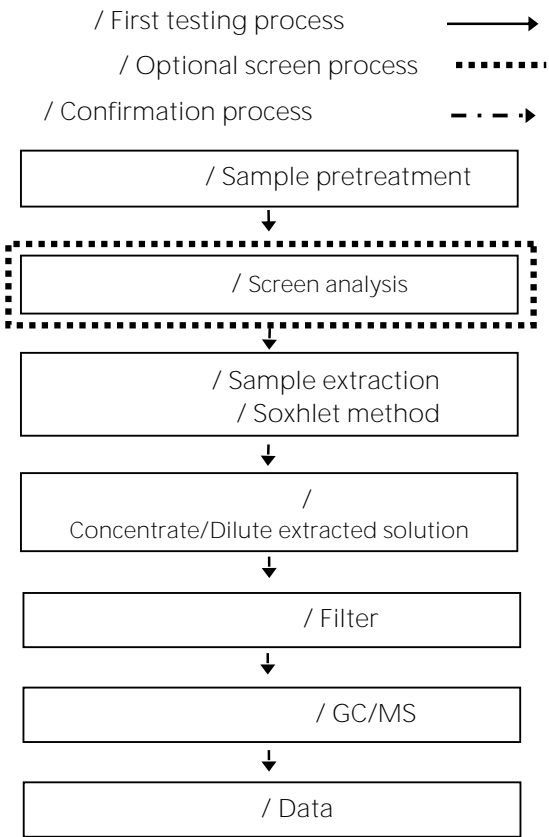 / First testing process
/ Optional screen process
/ Confirmation process
/ Sample pretreatment
/ Screen analysis
/ Sample extraction
/ Soxhlet method
/
Concentrate/Dilute extracted solution
/ Filter
/ GC/MS
/ Data